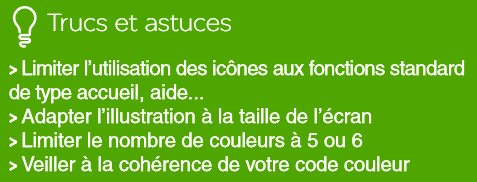 Trucs et astuces
> Limiter l'utilisation des icônes aux fonctions standard
de type accueil, aide...
> Adapter l'illustration à la taille de l'écran
> Limiter le nombre de couleurs à 5 ou 6
> Veiller à la cohérence de votre code couleur